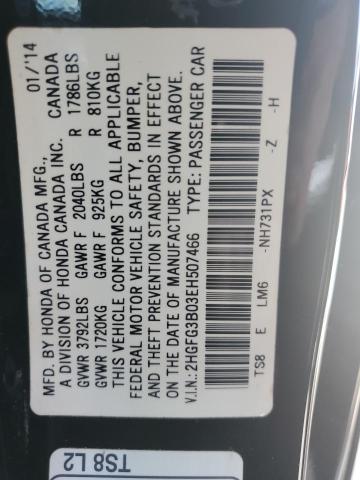 MFD. BY HONDA OF CANADA MFG., 01/'14
A DIVISION OF HONDA CANADA INC. CANADA
GVWR 3792LBS GAWR F 2040LBS R 1786LBS
GVWR 1720KG GAWR F 925KG R 810KG
THIS VEHICLE CONFORMS TO ALL APPLICABLE
FEDERAL MOTOR VEHICLE SAFETY, BUMPER,
AND THEFT PREVENTION STANDARDS IN EFFECT
ON THE DATE OF MANUFACTURE SHOWN ABOVE.
V.I.N.: 2HGFG3B03EH507466 TYPE: PASSENGER CAR
TS8 E LM6 -NH731PX -Z -H
TS8 L2